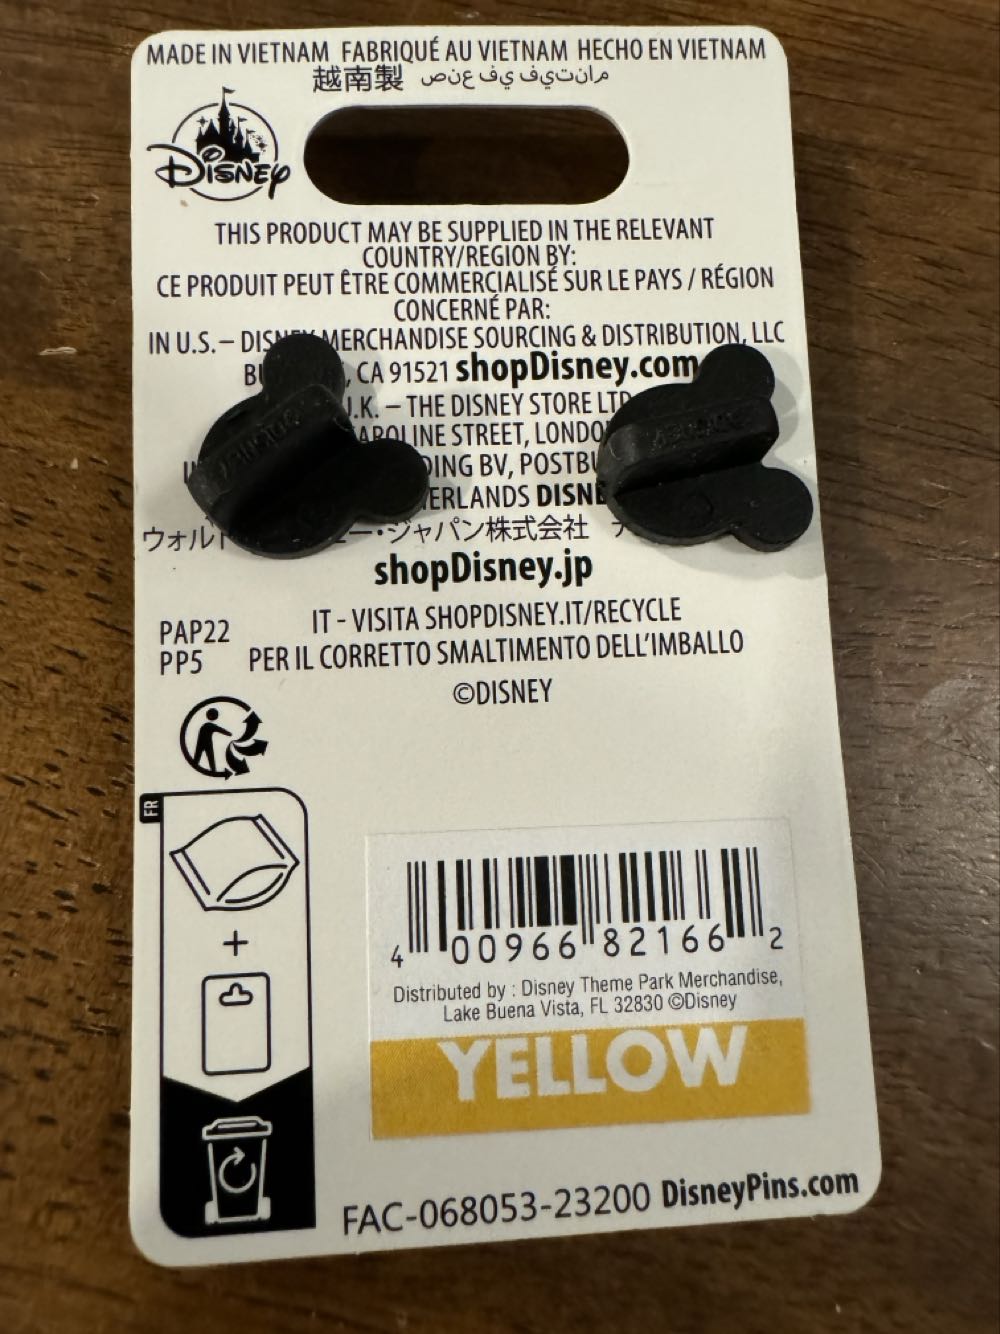 MADE IN VIETNAM FABRIQUÉ AU VIETNAM HECHO EN VIETNAM
越南製 مانتيف يف عنص
Disney
THIS PRODUCT MAY BE SUPPLIED IN THE RELEVANT
COUNTRY/REGION BY:
CE PRODUIT PEUT ÊTRE COMMERCIALISÉ SUR LE PAYS / RÉGION
CONCERNÉ PAR:
IN U.S.– DISNEY MERCHANDISE SOURCING & DISTRIBUTION, LLC
, CA 91521 shopDisney.com
U.K. – THE DISNEY STORE LTD
STREET,
BV,
ジャパン株式会社
shopDisney.jp
IT - VISITA SHOPDISNEY.IT/RECYCLE
PER IL CORRETTO SMALTIMENTO DELL'IMBALLO
©DISNEY
PAP22
PP5
FR
+
4 00966 82166 2
Distributed by : Disney Theme Park Merchandise,
Lake Buena Vista, FL 32830 ©Disney
YELLOW
FAC-068053-23200 DisneyPins.com